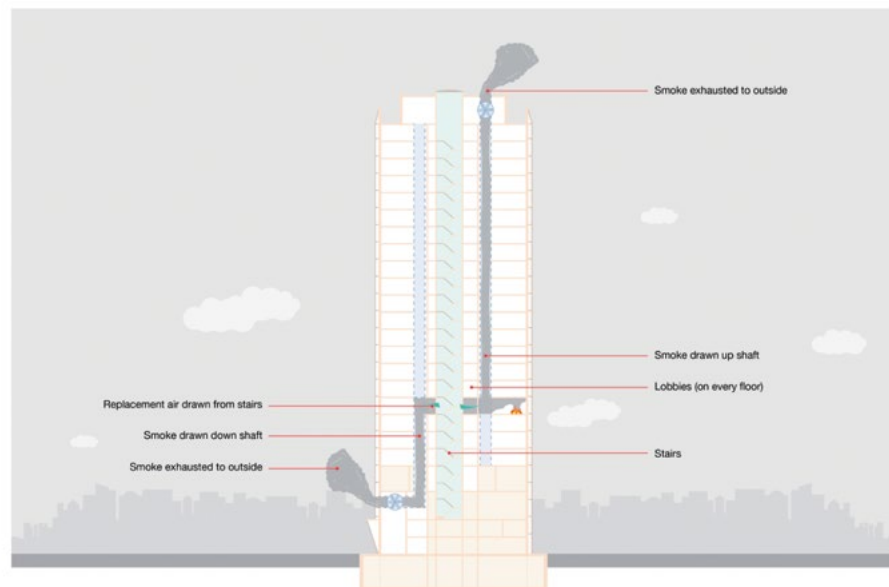 Smoke exhausted to outside
Smoke drawn up shaft
Lobbies (on every floor)
Replacement air drawn from stairs
Smoke drawn down shaft
Stairs
Smoke exhausted to outside